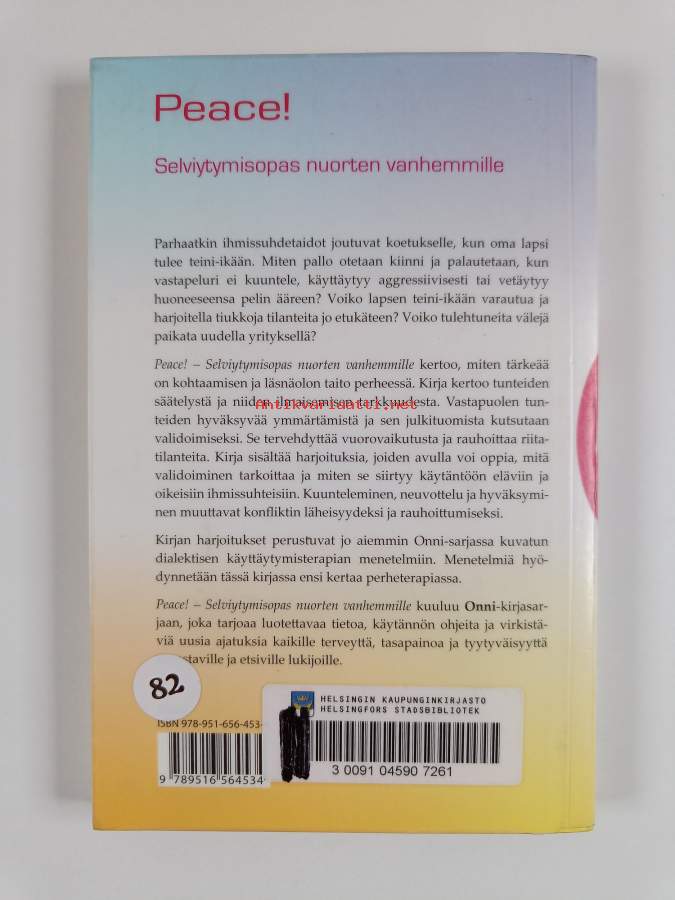 Peace!
Selviytymisopas nuorten vanhemmille
Parhaatkin ihmissuhdetaidot joutuvat koetukselle, kun oma lapsi
tulee teini-ikään. Miten pallo otetaan kiinni ja palautetaan, kun
vastapeluri ei kuuntele, käyttäytyy aggressiivisesti tai vetäytyy
huoneeseensa pelin ääreen? Voiko lapsen teini-ikään varautua ja
harjoitella tiukkoja tilanteita jo etukäteen? Voiko tulehtuneita välejä
paikata uudella yrityksellä?
Peace! – Selviytymisopas nuorten vanhemmille kertoo, miten tärkeää
on kohtaamisen ja läsnäolon taito perheessä. Kirja kertoo tunteiden
säätelystä ja niiden ilmaisemisen tarkkuudesta. Vastapuolen tun-
Antikvariaatti.net
teiden hyväksyvää ymmärtämistä ja sen julkituomista kutsutaan
validoimiseksi. Se tervehdyttää vuorovaikutusta ja rauhoittaa riita-
tilanteita. Kirja sisältää harjoituksia, joiden avulla voi oppia, mitä
validoiminen tarkoittaa ja miten se siirtyy käytäntöön eläviin ja
oikeisiin ihmissuhteisiin. Kuunteleminen, neuvottelu ja hyväksymi-
nen muuttavat konfliktin läheisyydeksi ja rauhoittumiseksi.
Kirjan harjoitukset perustuvat jo aiemmin Onni-sarjassa kuvatun
dialektisen käyttäytymisterapian menetelmiin. Menetelmiä hyö-
dynnetään tässä kirjassa ensi kertaa perheterapiassa.
Peace! – Selviytymisopas nuorten vanhemmille kuuluu Onni-kirjasar-
jaan, joka tarjoaa luotettavaa tietoa, käytännön ohjeita ja virkistä-
viä uusia ajatuksia kaikille terveyttä, tasapainoa ja tyytyväisyyttä
staville ja etsiville lukijoille.
82
ISBN 978-951-656-453-
HELSINGIN KAUPUNGINKIRJASTO
HELSINGFORS STADSBIBLIOTEK
3 0091 04590 7261
9 789516 564534